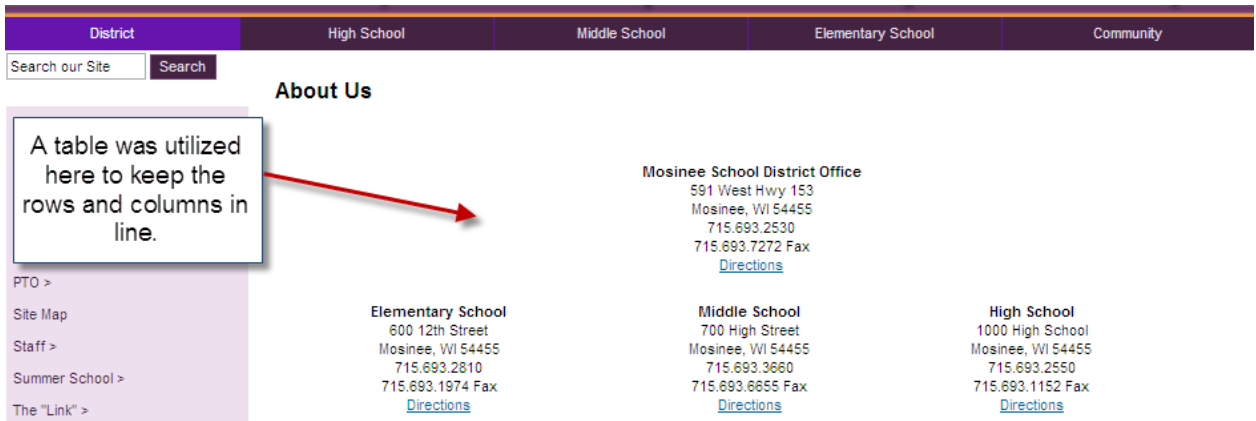 District High School Middle School Elementary School Community
Search our Site Search
About Us
A table was utilized
here to keep the
rows and columns in
line.
Mosinee School District Office
591 West Hwy 153
Mosinee, WI 54455
715.693.2530
715.693.7272 Fax
Directions
PTO >
Site Map
Staff >
Summer School >
The "Link" >
Elementary School
600 12th Street
Mosinee, WI 54455
715.693.2810
715.693.1974 Fax
Directions
Middle School
700 High Street
Mosinee, WI 54455
715.693.3660
715.693.6655 Fax
Directions
High School
1000 High School
Mosinee, WI 54455
715.693.2550
715.693.1152 Fax
Directions